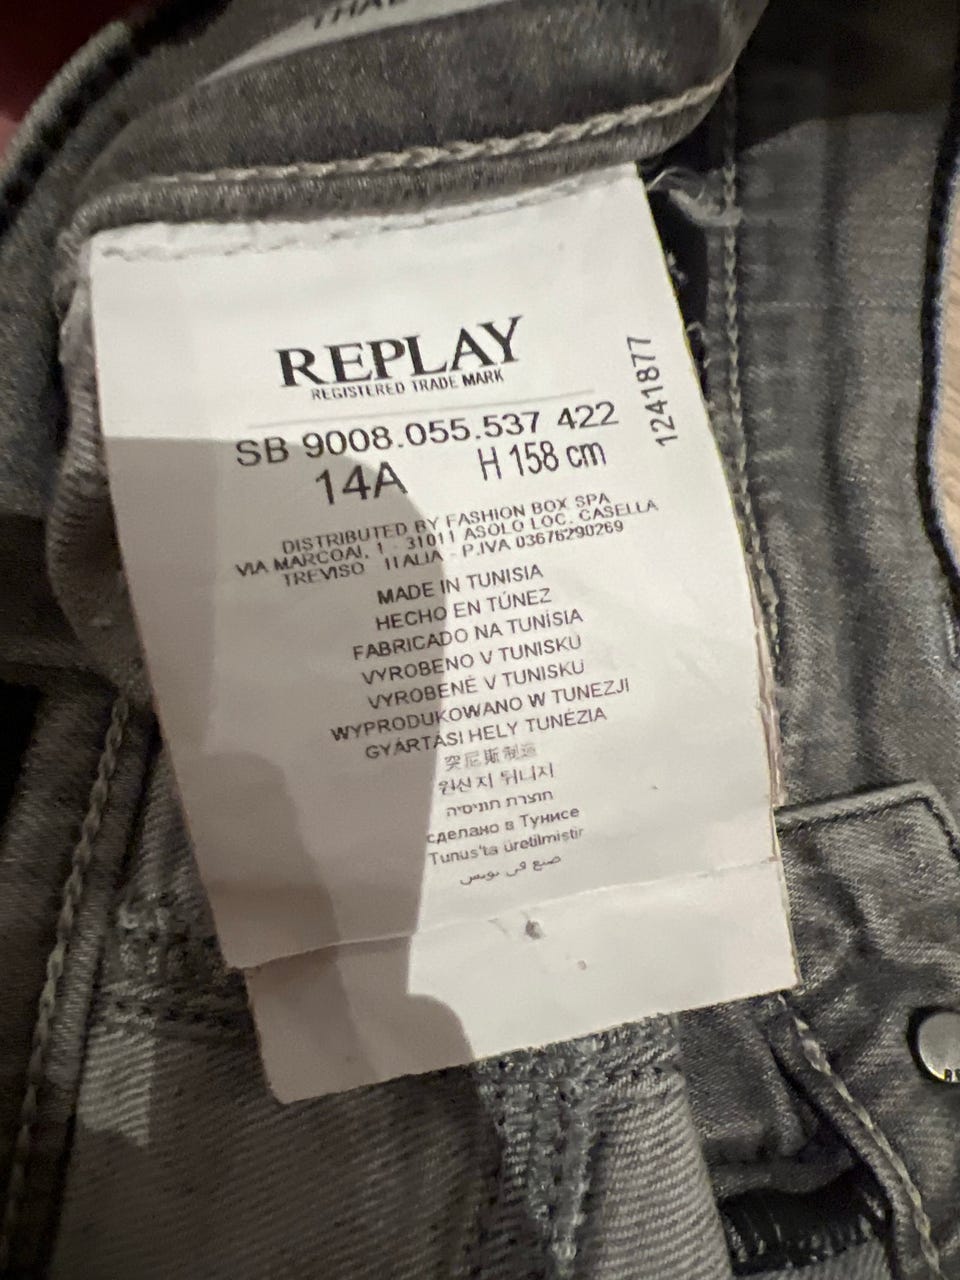 REPLAY
REGISTERED TRADE MARK
SB 9008.055.537 422
14A H 158 cm
1241877
DISTRIBUTED BY FASHION BOX SPA
VIA MARCOAI, 1 - 31011 ASOLO LOC. CASELLA
TREVISO ITALIA - P.IVA 03676290269
MADE IN TUNISIA
HECHO EN TÚNEZ
FABRICADO NA TUNÍSIA
VYROBENO V TUNISKU
VYROBENÉ V TUNISKU
WYPRODUKOWANO W TUNEZJI
GYÁRTÁSI HELY TUNÉZIA
突尼斯制造
원산지 튀니지
תוצרת תוניסיה
сделано в Тунисе
Tunus'ta üretilmiştir
صنع في تونس